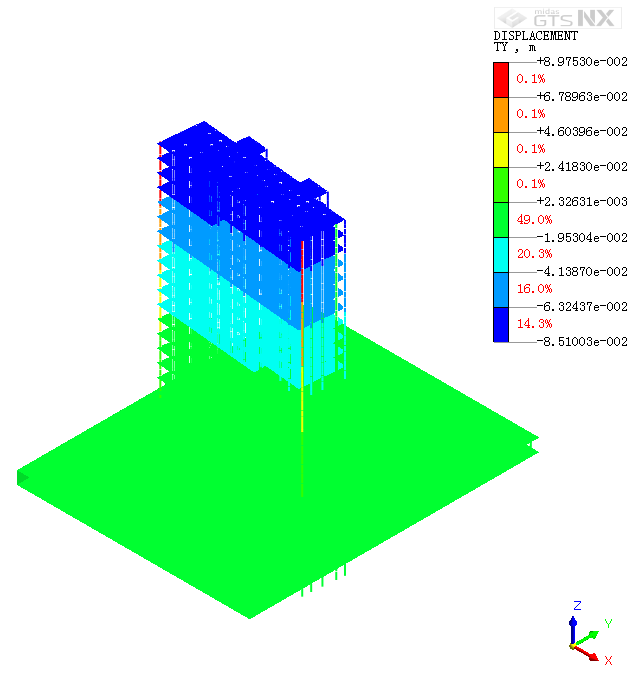 midas
GTS NX
DISPLACEMENT
TY , m
+8.97530e-002
0.1%
+6.78963e-002
0.1%
+4.60396e-002
0.1%
+2.41830e-002
0.1%
+2.32631e-003
49.0%
-1.95304e-002
20.3%
-4.13870e-002
16.0%
-6.32437e-002
14.3%
-8.51003e-002
Z
Y
X